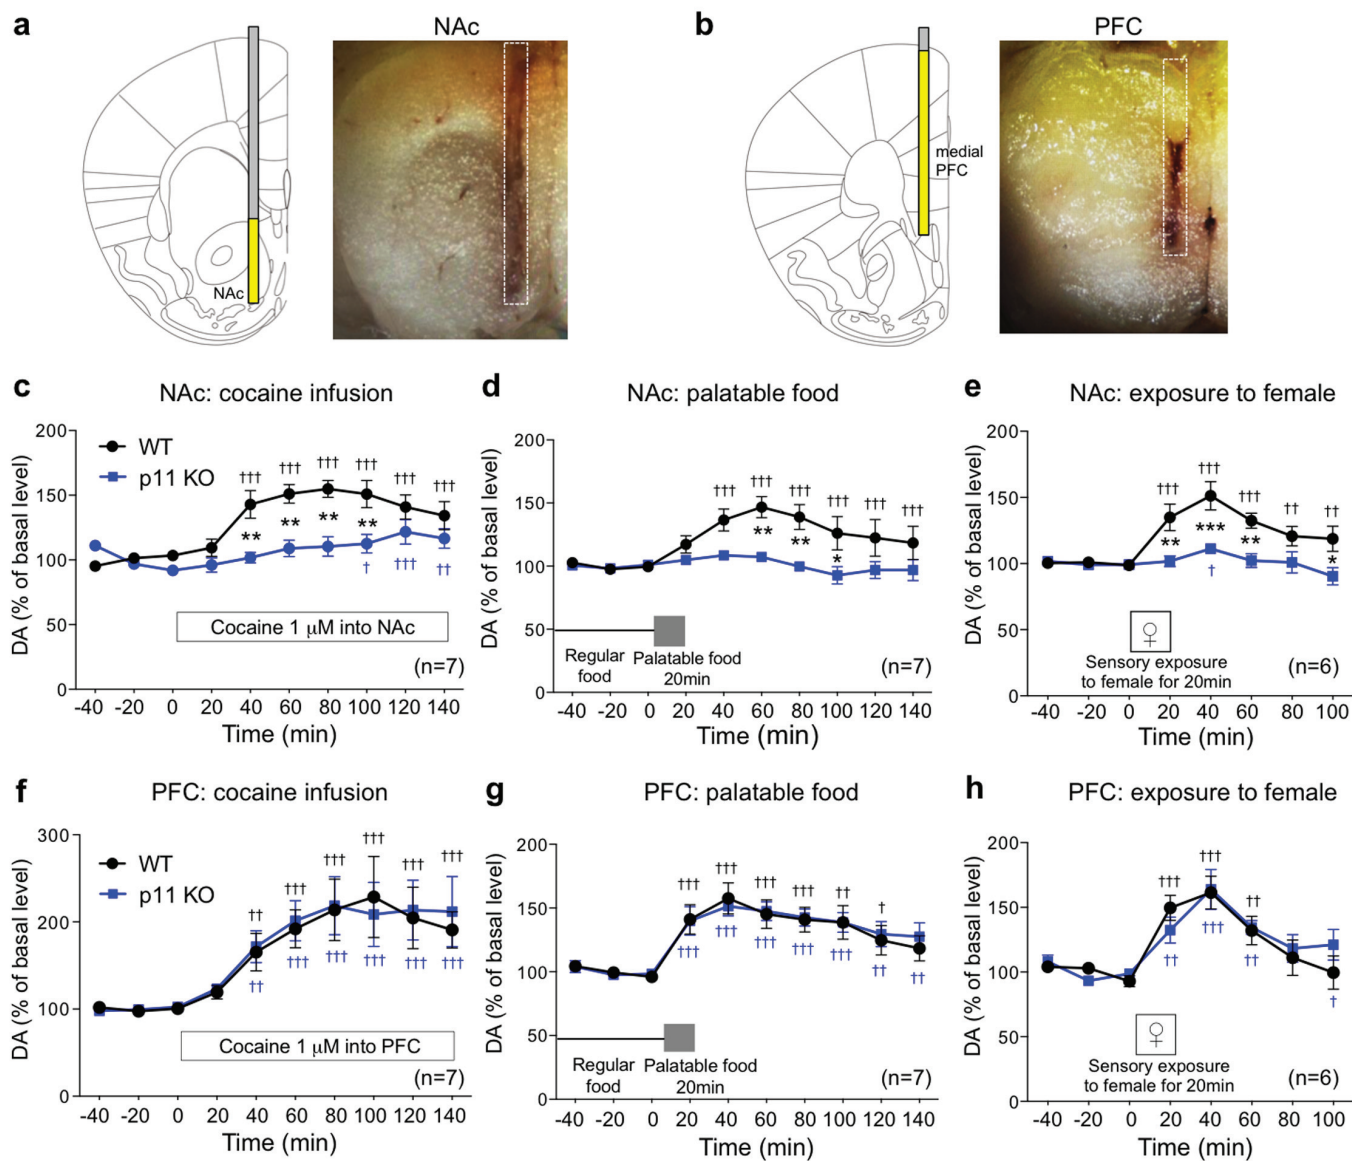 a
NAc
NAc
b
PFC
medial
PFC
c
NAc: cocaine infusion
DA (% of basal level)
200
150
100
50
0
WT
p11 KO
††† ††† ††† ††† ††† †††
** ** ** **
† ††† ††
Cocaine 1 μM into NAc
(n=7)
-40 -20 0 20 40 60 80 100 120 140
Time (min)
d
NAc: palatable food
DA (% of basal level)
200
150
100
50
0
††† ††† ††† ††† ††† †††
** ** *
Regular
food
Palatable food
20min
(n=7)
-40 -20 0 20 40 60 80 100 120 140
Time (min)
e
NAc: exposure to female
DA (% of basal level)
200
150
100
50
0
††† ††† ††† †† ††
** *** ** *
†
♀
Sensory exposure
to female for 20min
(n=6)
-40 -20 0 20 40 60 80 100
Time (min)
f
PFC: cocaine infusion
DA (% of basal level)
300
200
100
0
WT
p11 KO
†† ††† ††† ††† ††† †††
†† ††† ††† ††† ††† †††
Cocaine 1 μM into PFC
(n=7)
-40 -20 0 20 40 60 80 100 120 140
Time (min)
g
PFC: palatable food
DA (% of basal level)
200
150
100
50
0
††† ††† ††† ††† †† †
††† ††† ††† ††† ††† †† ††
Regular
food
Palatable food
20min
(n=7)
-40 -20 0 20 40 60 80 100 120 140
Time (min)
h
PFC: exposure to female
DA (% of basal level)
200
150
100
50
0
††† ††† ††
†† ††† †† †
♀
Sensory exposure
to female for 20min
(n=6)
-40 -20 0 20 40 60 80 100
Time (min)